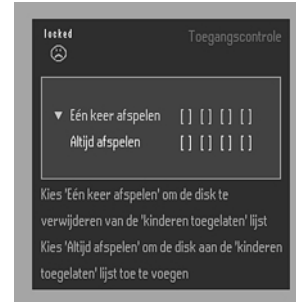 locked
Toegangscontrole
▼ Eén keer afspelen [ ] [ ] [ ] [ ]
Altijd afspelen [ ] [ ] [ ] [ ]
Kies 'Eén keer afspelen' om de disk te
verwijderen van de 'kinderen toegelaten' lijst
Kies 'Altijd afspelen' om de disk aan de 'kinderen
toegelaten' lijst toe te voegen